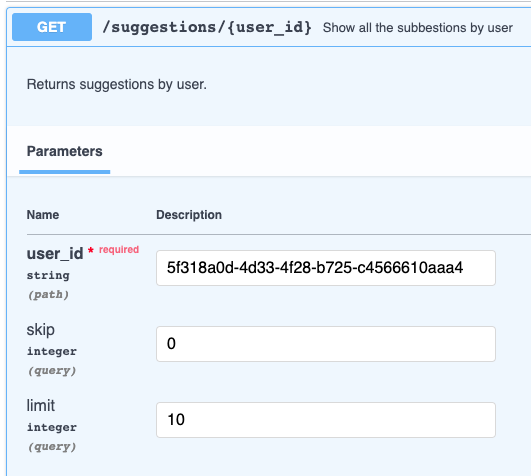 GET /suggestions/{user_id} Show all the subbestions by user
Returns suggestions by user.
Parameters
Name Description
user_id * required 5f318a0d-4d33-4f28-b725-c4566610aaa4
string
(path)
skip 0
integer
(query)
limit 10
integer
(query)